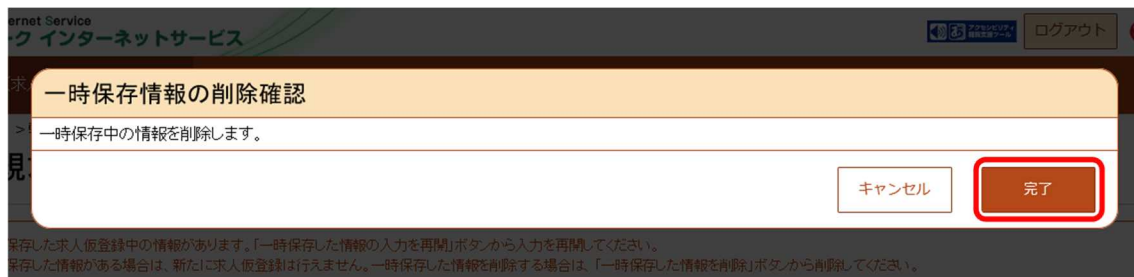 ernet Service
ーク インターネットサービス
ログアウト
求
一時保存情報の削除確認
一時保存中の情報を削除します。
現
キャンセル
完了
保存した求人仮登録中の情報があります。「一時保存した情報の入力を再開」ボタンから入力を再開してください。
保存した情報がある場合は、新たに求人仮登録は行えません。一時保存した情報を削除する場合は、「一時保存した情報を削除」ボタンから削除してください。